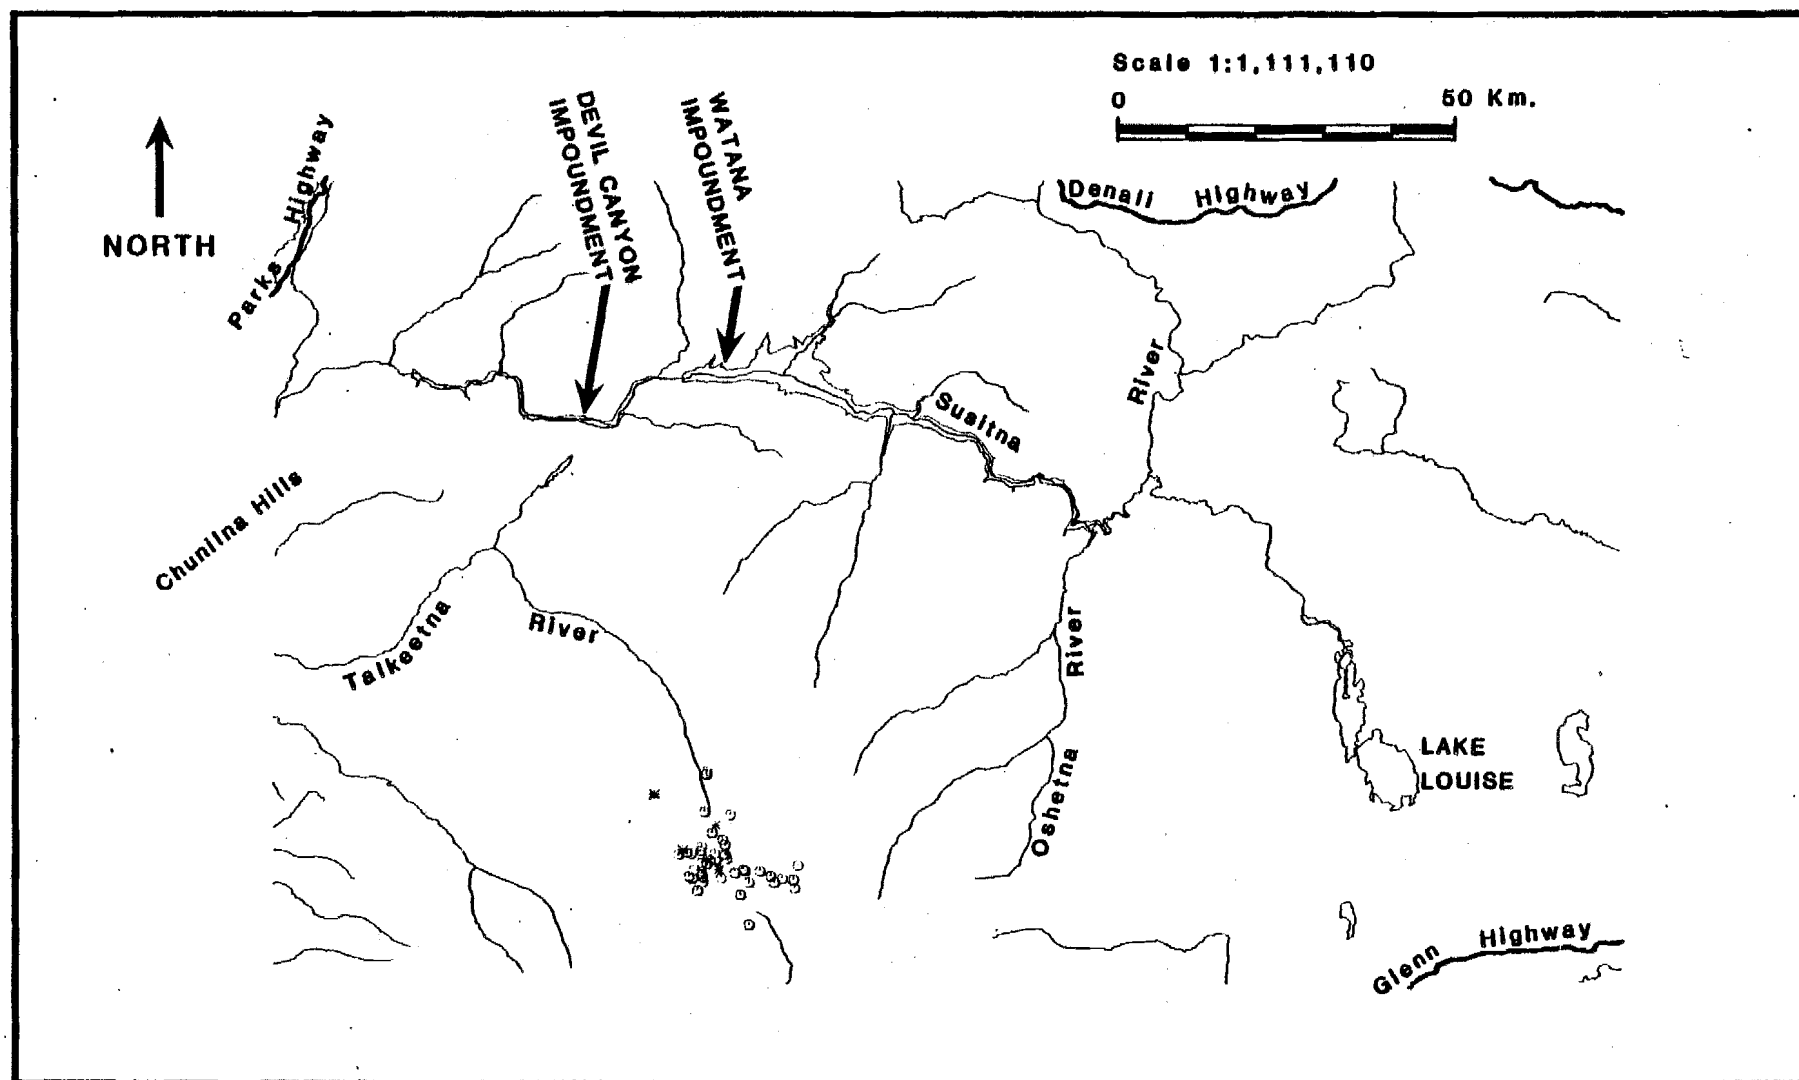 Scale 1:1,111,110
0 50 Km.
NORTH
Parks Highway
DEVIL CANYON
IMPOUNDMENT
WATANA
IMPOUNDMENT
Denali Highway
River
Susitna
Chunilna Hills
Talkeetna
River
River
Oshetna
LAKE
LOUISE
Glenn Highway